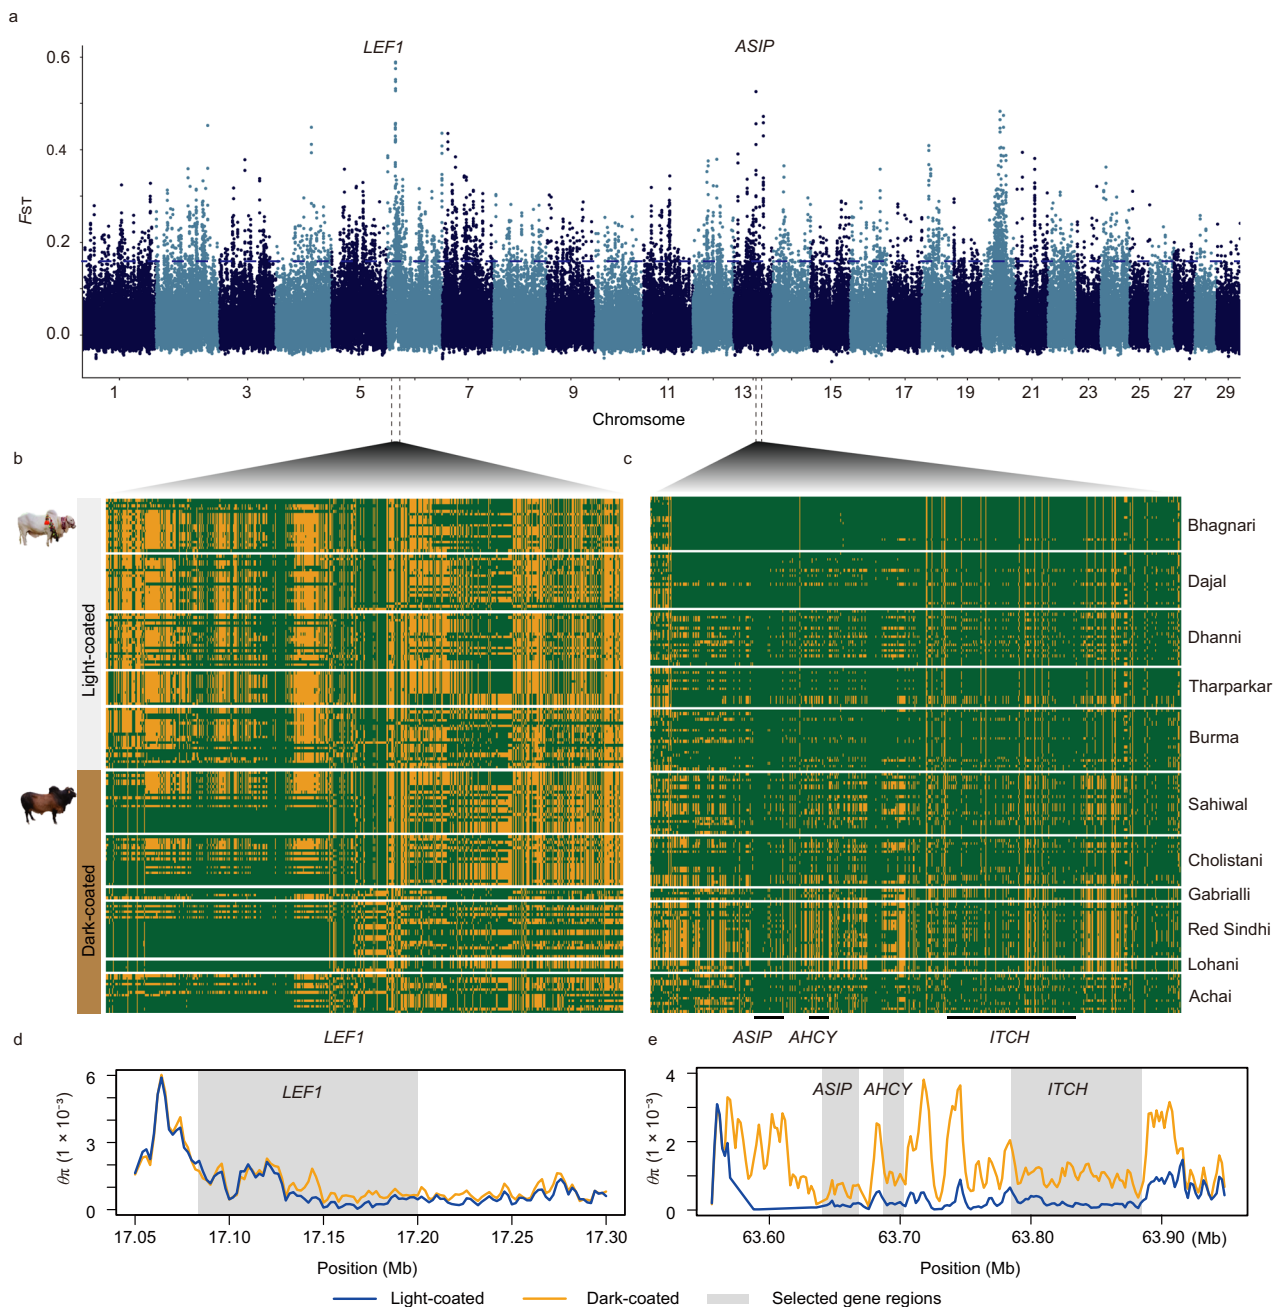 a
LEF1
ASIP
0.6
0.4
0.2
0.0
FST
1 3 5 7 9 11 13 15 17 19 21 23 25 27 29
Chromsome
b
c
Light-coated
Dark-coated
Bhagnari
Dajal
Dhanni
Tharparkar
Burma
Sahiwal
Cholistani
Gabrialli
Red Sindhi
Lohani
Achai
LEF1
ASIP AHCY ITCH
d
LEF1
6
3
0
θπ (1 × 10⁻³)
17.05 17.10 17.15 17.20 17.25 17.30
Position (Mb)
e
ASIP AHCY ITCH
4
2
0
θπ (1 × 10⁻³)
63.60 63.70 63.80 63.90 (Mb)
Position (Mb)
Light-coated Dark-coated Selected gene regions